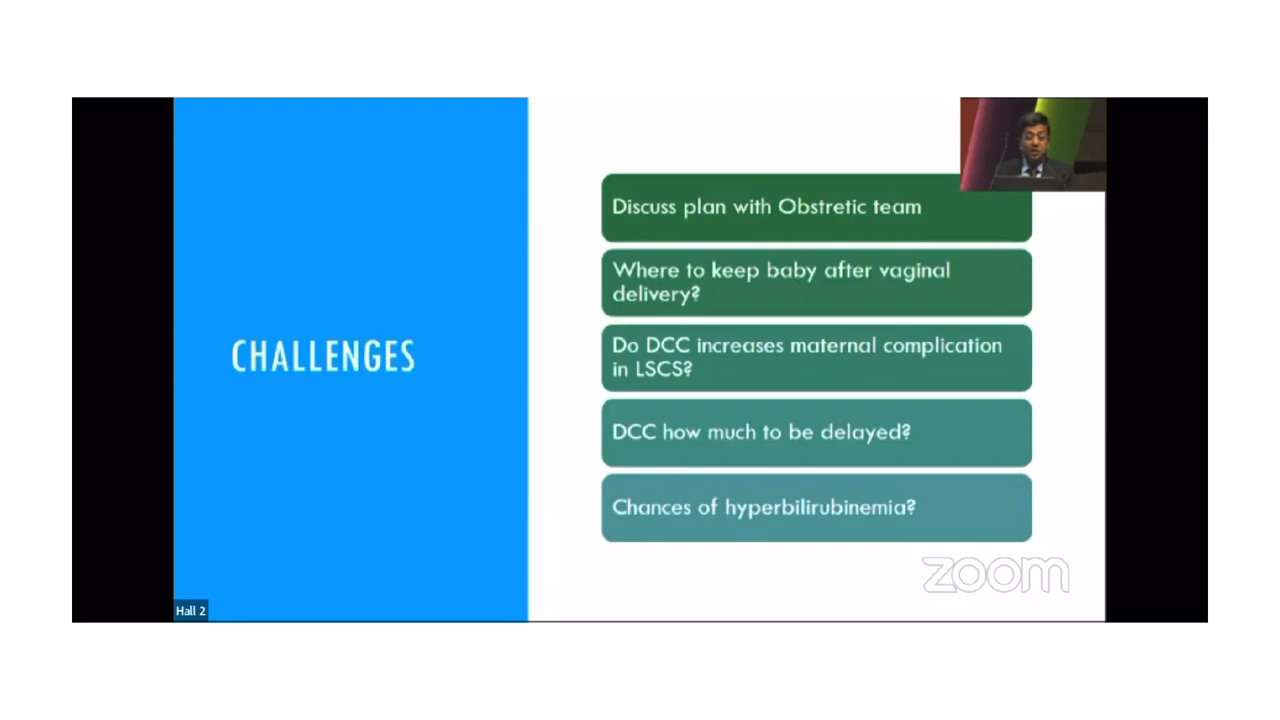 CHALLENGES
Discuss plan with Obstretic team
Where to keep baby after vaginal
delivery?
Do DCC increases maternal complication
in LSCS?
DCC how much to be delayed?
Chances of hyperbilirubinemia?
zoom
Hall 2